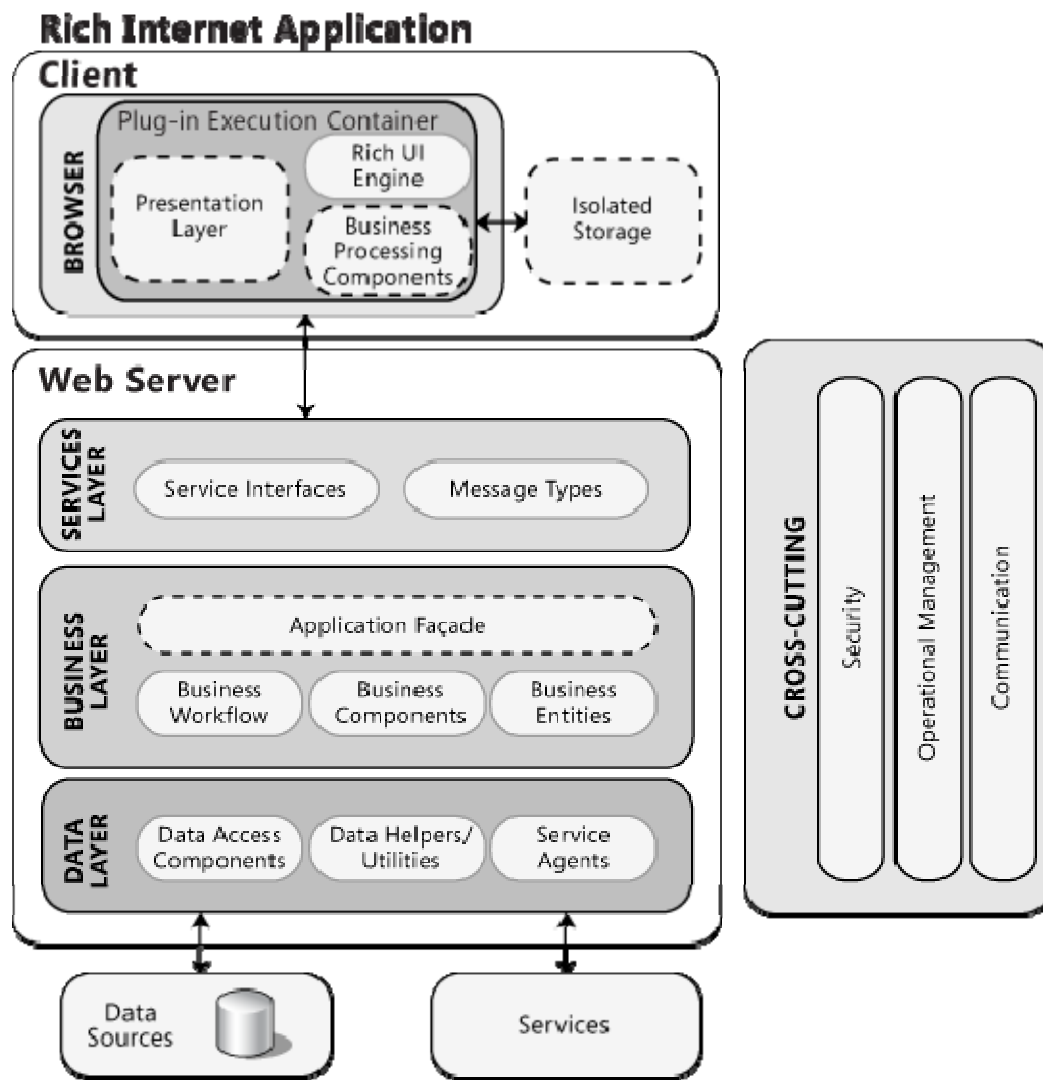 Rich Internet Application
Client
BROWSER
Plug-in Execution Container
Presentation
Layer
Rich UI
Engine
Business
Processing
Components
Isolated
Storage
Web Server
SERVICES
LAYER
Service Interfaces
Message Types
BUSINESS
LAYER
Application Façade
Business
Workflow
Business
Components
Business
Entities
DATA
LAYER
Data Access
Components
Data Helpers/
Utilities
Service
Agents
Data
Sources
Services
CROSS-CUTTING
Security
Operational Management
Communication